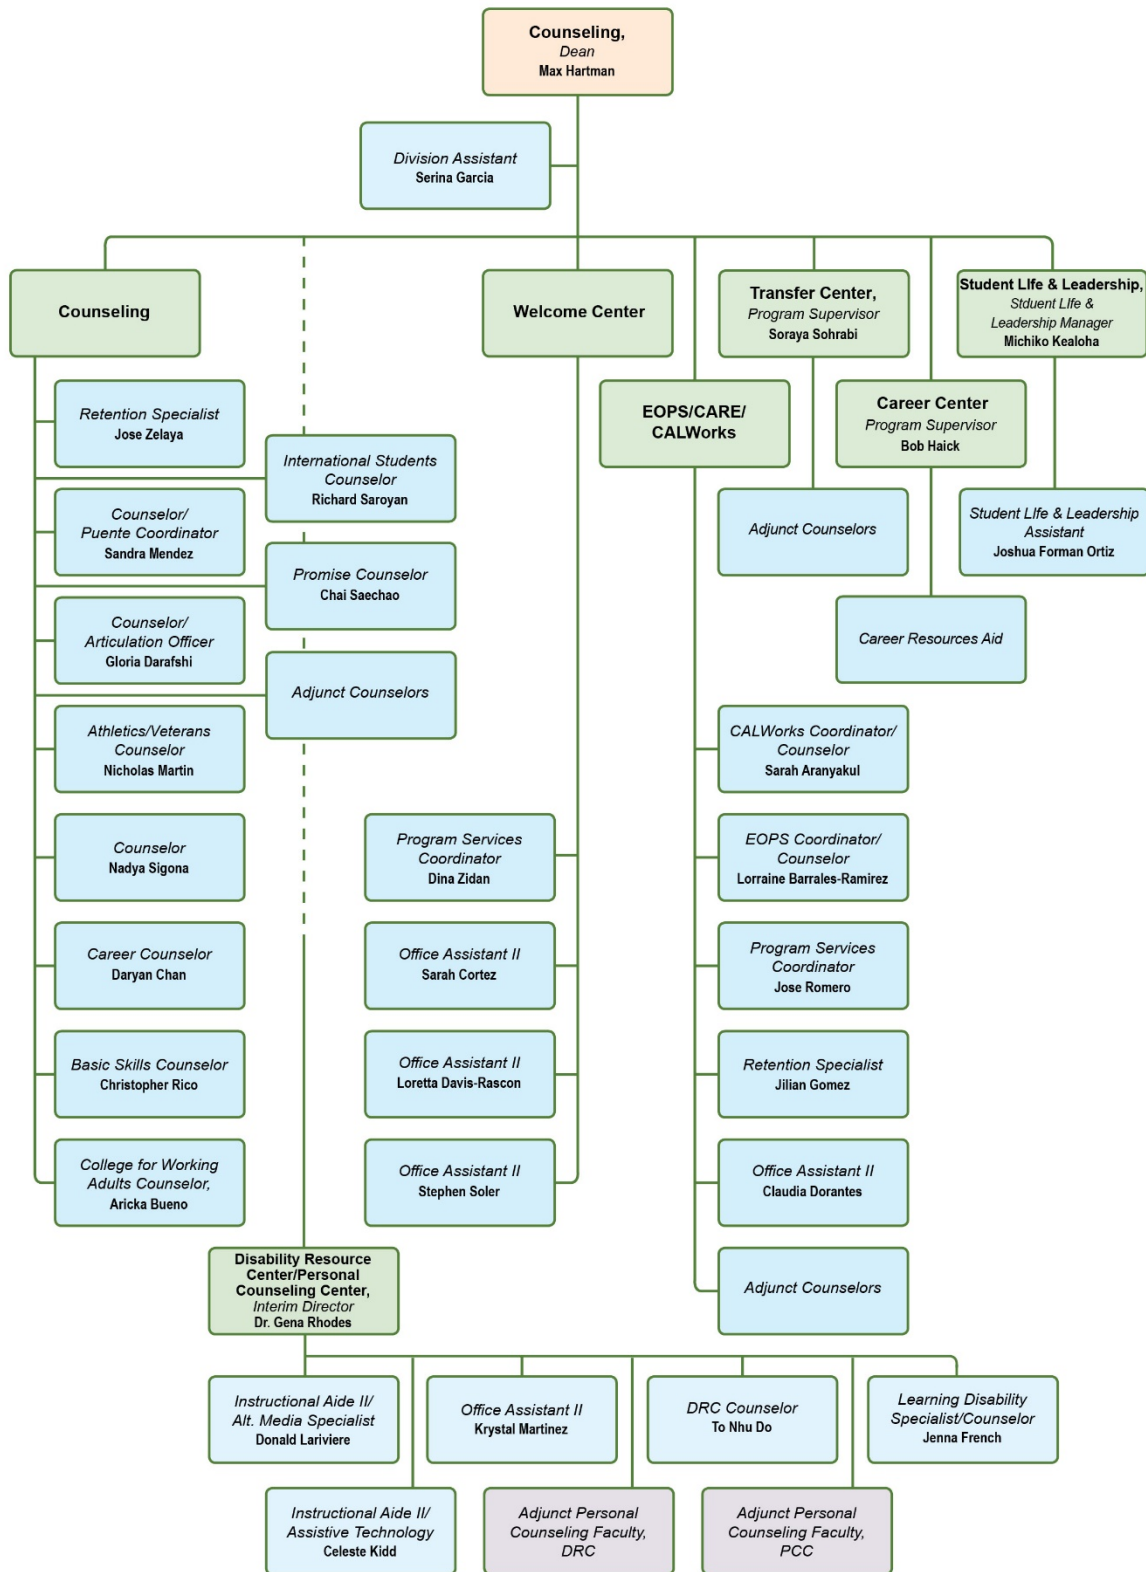 Counseling,
Dean
Max Hartman
Division Assistant
Serina Garcia
Counseling
Welcome Center
Transfer Center,
Program Supervisor
Soraya Sohrabi
Student LIfe & Leadership,
Stduent LIfe &
Leadership Manager
Michiko Kealoha
EOPS/CARE/
CALWorks
Career Center
Program Supervisor
Bob Haick
Retention Specialist
Jose Zelaya
International Students
Counselor
Richard Saroyan
Counselor/
Puente Coordinator
Sandra Mendez
Adjunct Counselors
Student LIfe & Leadership
Assistant
Joshua Forman Ortiz
Promise Counselor
Chai Saechao
Counselor/
Articulation Officer
Gloria Darafshi
Career Resources Aid
Adjunct Counselors
Athletics/Veterans
Counselor
Nicholas Martin
CALWorks Coordinator/
Counselor
Sarah Aranyakul
Counselor
Nadya Sigona
Program Services
Coordinator
Dina Zidan
EOPS Coordinator/
Counselor
Lorraine Barrales-Ramirez
Career Counselor
Daryan Chan
Office Assistant II
Sarah Cortez
Program Services
Coordinator
Jose Romero
Basic Skills Counselor
Christopher Rico
Office Assistant II
Loretta Davis-Rascon
Retention Specialist
Jilian Gomez
College for Working
Adults Counselor,
Aricka Bueno
Office Assistant II
Stephen Soler
Office Assistant II
Claudia Dorantes
Disability Resource
Center/Personal
Counseling Center,
Interim Director
Dr. Gena Rhodes
Adjunct Counselors
Instructional Aide II/
Alt. Media Specialist
Donald Lariviere
Office Assistant II
Krystal Martinez
DRC Counselor
To Nhu Do
Learning Disability
Specialist/Counselor
Jenna French
Instructional Aide II/
Assistive Technology
Celeste Kidd
Adjunct Personal
Counseling Faculty,
DRC
Adjunct Personal
Counseling Faculty,
PCC